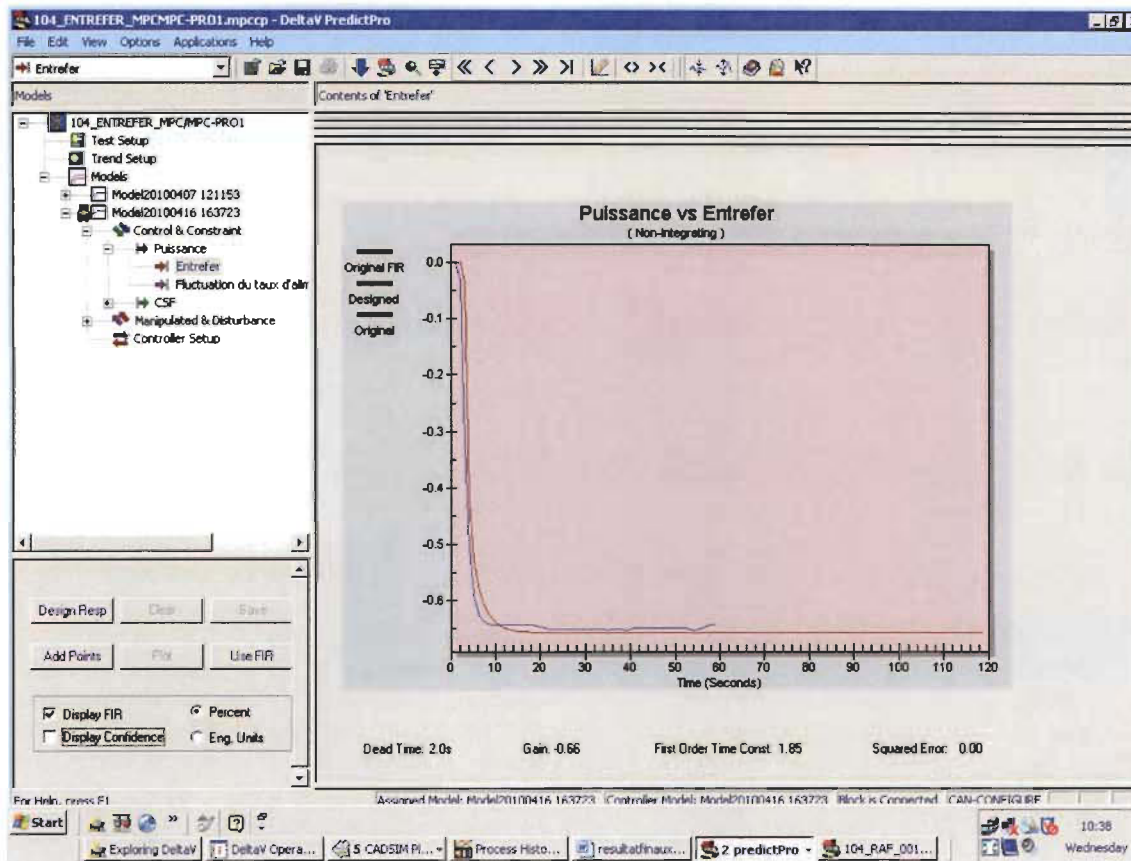 104_ENTREFER_MPCMPC-PRO1.mpccp - DeltaV PredictPro
File Edit View Options Applications Help
Entrefer
Models
Contents of 'Entrefer'
104_ENTREFER_MPC/MPC-PRO1
Test Setup
Trend Setup
Models
Model20100407 121153
Model20100416 163723
Control & Constraint
Puissance
Entrefer
Fluctuation du taux d'alim
CSF
Manipulated & Disturbance
Controller Setup
Puissance vs Entrefer
( Non-Integrating )
Original FIR
Designed
Original
0.0
-0.1
-0.2
-0.3
-0.4
-0.5
-0.6
0 10 20 30 40 50 60 70 80 90 100 110 120
Time (Seconds)
Design Resp Clear Save
Add Points Plot Use FIR
Display FIR Percent
Display Confidence Eng. Units
Dead Time: 2.0s Gain: -0.66 First Order Time Const: 1.85 Squared Error: 0.00
For Help, press F1
Assigned Model: Model20100416 163723 Controller Model: Model20100416 163723 Block is Connected CAN-CONFIGURE
Start » 10:38
Exploring DeltaV DeltaV Opera... 5 CADSIM Pl... Process Histo... resultatfinaux... 2 predictPro 104_RAF_001... Wednesday